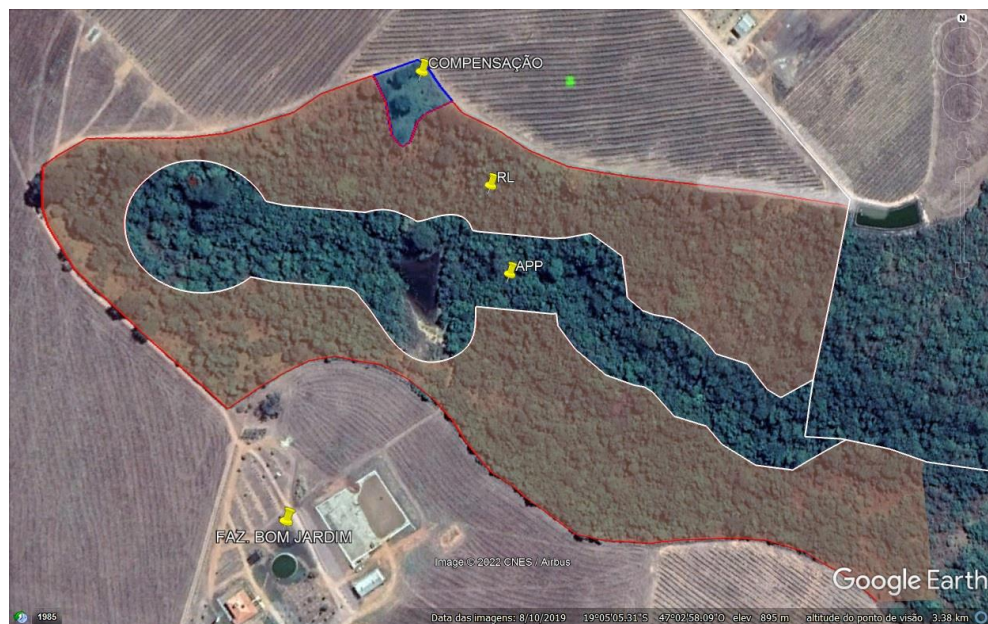 N
COMPENSAÇÃO
RL
APP
FAZ. BOM JARDIM
Image © 2022 CNES / Airbus
Google Earth
1985
Data das imagens: 8/10/2019 19°05'05.31"S 47°02'58.09"O elev 895 m altitude do ponto de visão 3.38 km